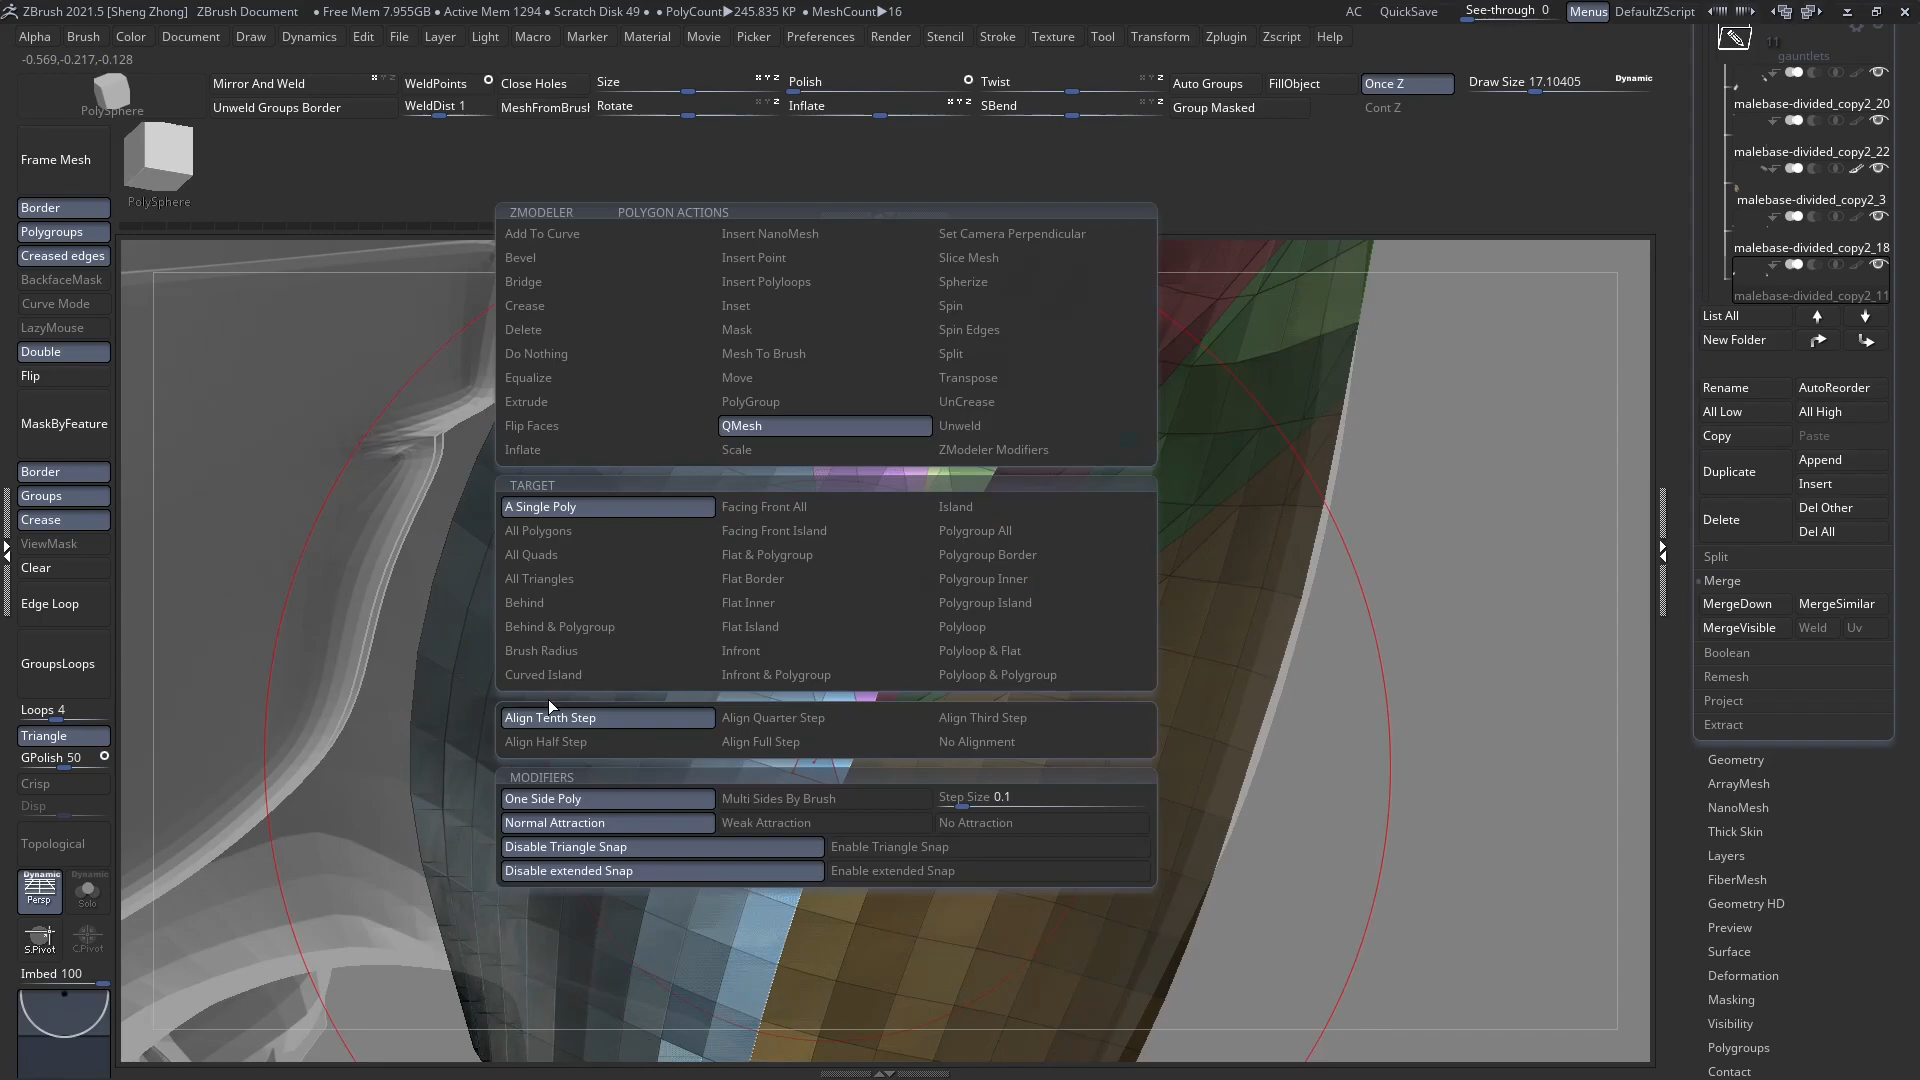 ZBrush 2021.5 [Sheng Zhong] ZBrush Document • Free Mem 7.955GB • Active Mem 1294 • Scratch Disk 49 • • PolyCount▶245.835 KP • MeshCount▶16 AC QuickSave See-through 0 Menus DefaultZScript
Alpha Brush Color Document Draw Dynamics Edit File Layer Light Macro Marker Material Movie Picker Preferences Render Stencil Stroke Texture Tool Transform Zplugin Zscript Help
-0.569,-0.217,-0.128
PolySphere
Mirror And Weld
Unweld Groups Border
WeldPoints
WeldDist 1
Close Holes
MeshFromBrus
Size
Rotate
Polish
Inflate
Twist
SBend
Auto Groups
Group Masked
FillObject
Once Z
Cont Z
Draw Size 17.10405
Dynamic
Frame Mesh
PolySphere
Border
Polygroups
Creased edges
BackfaceMask
Curve Mode
LazyMouse
Double
Flip
MaskByFeature
Border
Groups
Crease
ViewMask
Clear
Edge Loop
GroupsLoops
Loops 4
Triangle
GPolish 50
Crisp
Disp
Topological
Dynamic
Persp
Dynamic
Solo
S.Pivot
C.Pivot
Imbed 100
ZMODELER POLYGON ACTIONS
Add To Curve Insert NanoMesh Set Camera Perpendicular
Bevel Insert Point Slice Mesh
Bridge Insert Polyloops Spherize
Crease Inset Spin
Delete Mask Spin Edges
Do Nothing Mesh To Brush Split
Equalize Move Transpose
Extrude PolyGroup UnCrease
Flip Faces QMesh Unweld
Inflate Scale ZModeler Modifiers
TARGET
A Single Poly Facing Front All Island
All Polygons Facing Front Island Polygroup All
All Quads Flat & Polygroup Polygroup Border
All Triangles Flat Border Polygroup Inner
Behind Flat Inner Polygroup Island
Behind & Polygroup Flat Island Polyloop
Brush Radius Infront Polyloop & Flat
Curved Island Infront & Polygroup Polyloop & Polygroup
Align Tenth Step Align Quarter Step Align Third Step
Align Half Step Align Full Step No Alignment
MODIFIERS
One Side Poly Multi Sides By Brush Step Size 0.1
Normal Attraction Weak Attraction No Attraction
Disable Triangle Snap Enable Triangle Snap
Disable extended Snap Enable extended Snap
11
gauntlets
malebase-divided_copy2_20
malebase-divided_copy2_22
malebase-divided_copy2_3
malebase-divided_copy2_18
malebase-divided_copy2_11
List All
New Folder
Rename AutoReorder
All Low All High
Copy Paste
Duplicate Append
Insert
Delete Del Other
Del All
Split
Merge
MergeDown MergeSimilar
MergeVisible Weld Uv
Boolean
Remesh
Project
Extract
Geometry
ArrayMesh
NanoMesh
Thick Skin
Layers
FiberMesh
Geometry HD
Preview
Surface
Deformation
Masking
Visibility
Polygroups
Contact